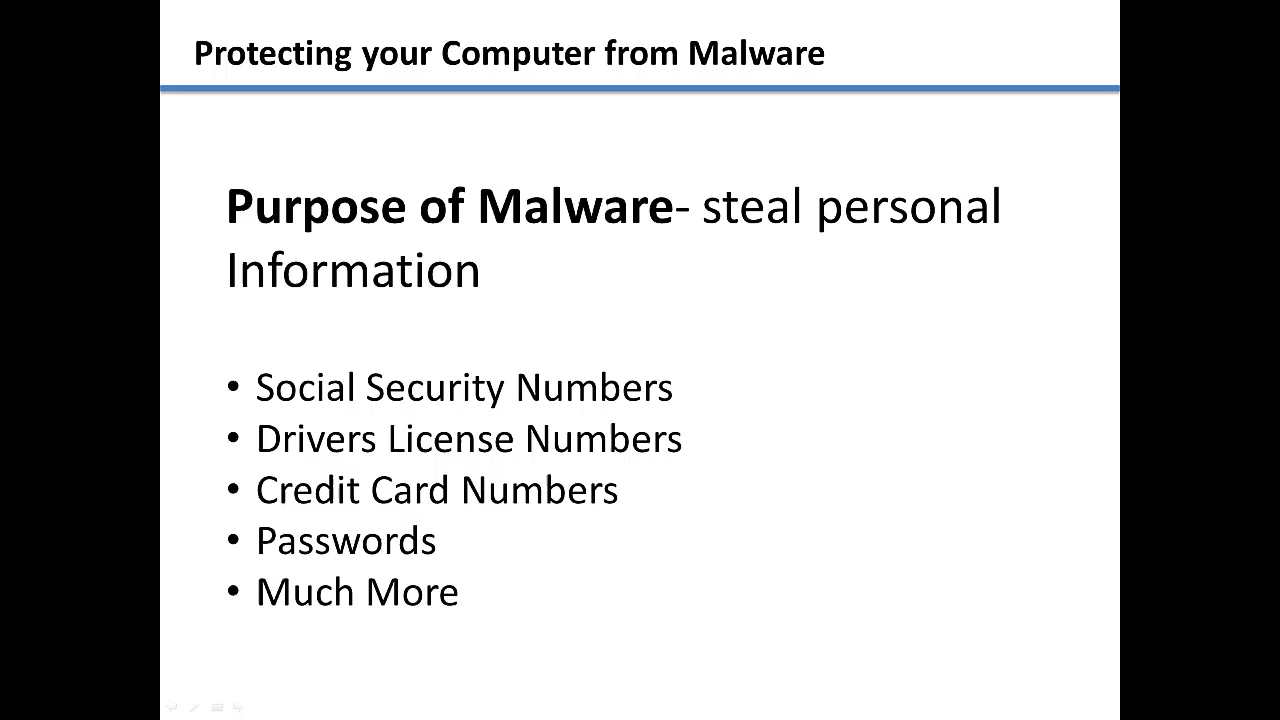 Protecting your Computer from Malware
Purpose of Malware- steal personal
Information
• Social Security Numbers
• Drivers License Numbers
• Credit Card Numbers
• Passwords
• Much More